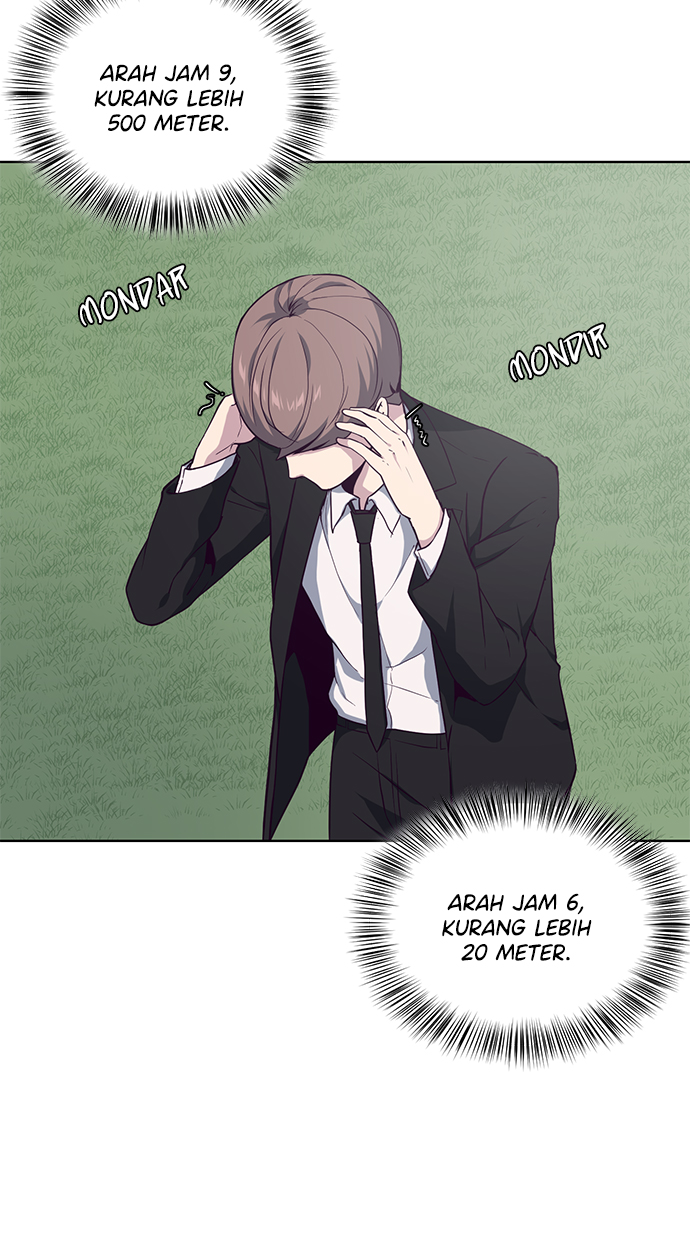 ARAH JAM 9,
KURANG LEBIH
500 METER.
MONDAR
MONDIR
ARAH JAM 6,
KURANG LEBIH
20 METER.